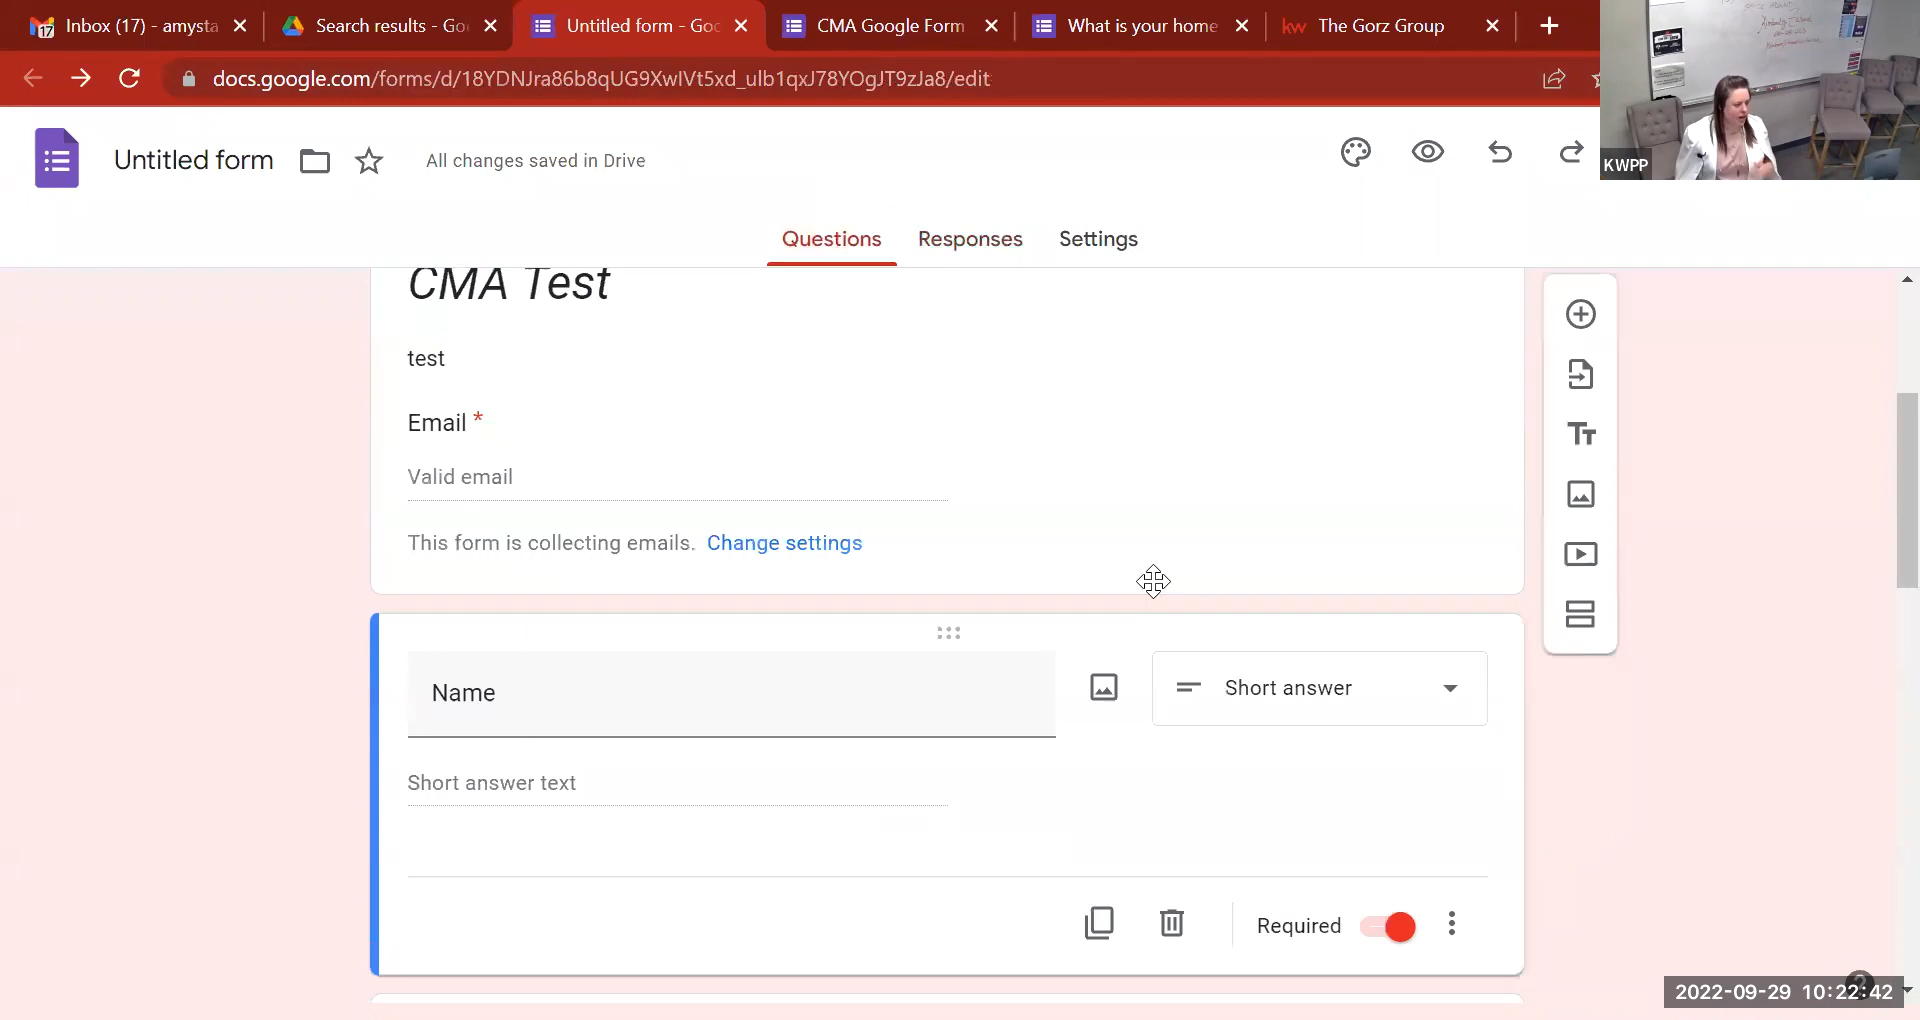 Inbox (17) - amysta
Search results - Go
Untitled form - Goo
CMA Google Form
What is your home
kw The Gorz Group
docs.google.com/forms/d/18YDNJra86b8qUG9XwIVt5xd_ulb1qxJ78YOgJT9zJa8/edit
Untitled form
All changes saved in Drive
KWPP
Questions Responses Settings
CMA Test
test
Email *
Valid email
This form is collecting emails. Change settings
Name
Short answer
Short answer text
Required
2022-09-29 10:22:42